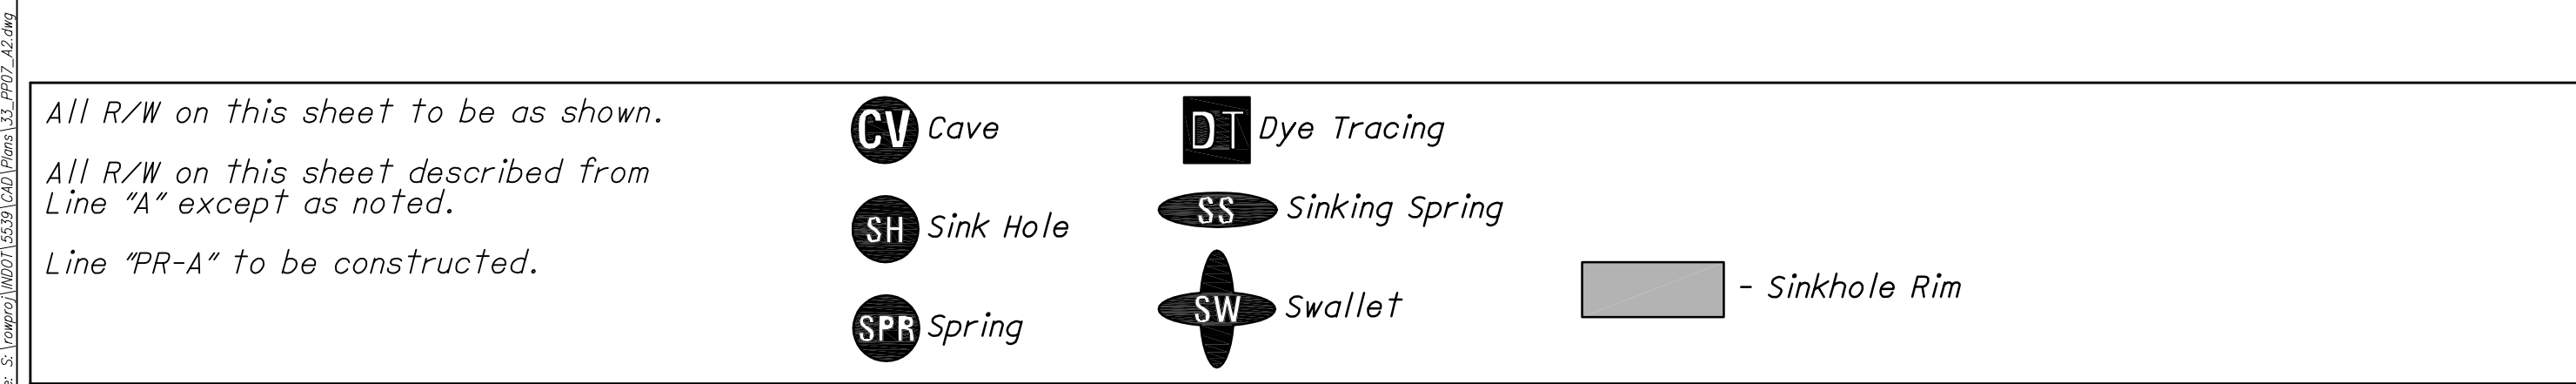 All R/W on this sheet to be as shown.
All R/W on this sheet described from
Line "A" except as noted.
Line "PR-A" to be constructed.
CV Cave
SH Sink Hole
SPR Spring
DT Dye Tracing
SS Sinking Spring
SW Swallet
- Sinkhole Rim
S:\rowproj\INDOT\5539\CAD\Plans\33_PP07_A2.dwg